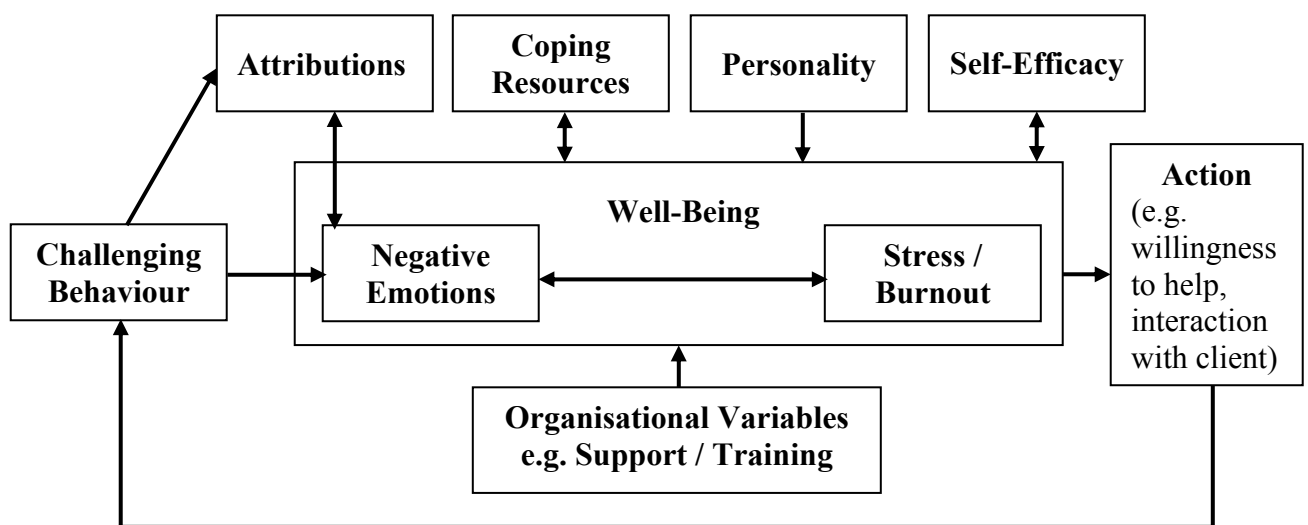 Attributions
Coping
Resources
Personality
Self-Efficacy
Well-Being
Challenging
Behaviour
Negative
Emotions
Stress /
Burnout
Action
(e.g.
willingness
to help,
interaction
with client)
Organisational Variables
e.g. Support / Training